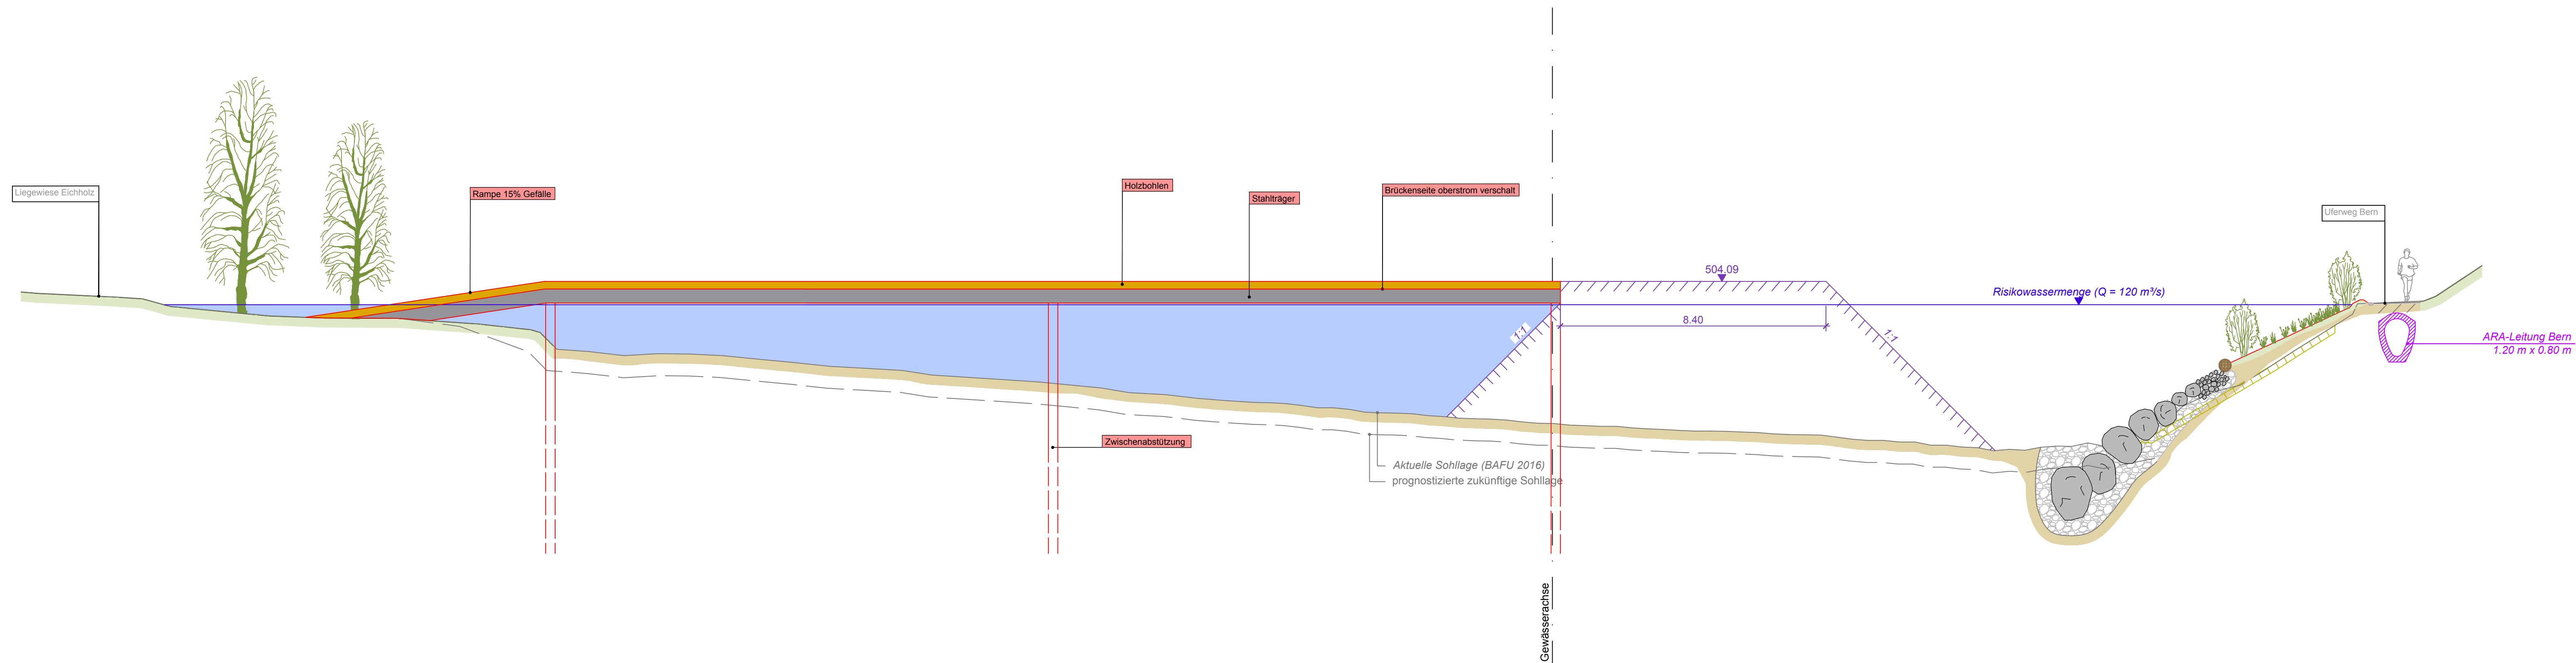 Liegewiese Eichholz
Rampe 15% Gefälle
Holzbohlen
Stahlträger
Brückenseite oberstrom verschalt
Uferweg Bern
504.09
Risikowassermenge (Q = 120 m³/s)
8.40
1:1
1:1
ARA-Leitung Bern
1.20 m x 0.80 m
Zwischenabstützung
Aktuelle Sohllage (BAFU 2016)
prognostizierte zukünftige Sohllage
Gewässerachse